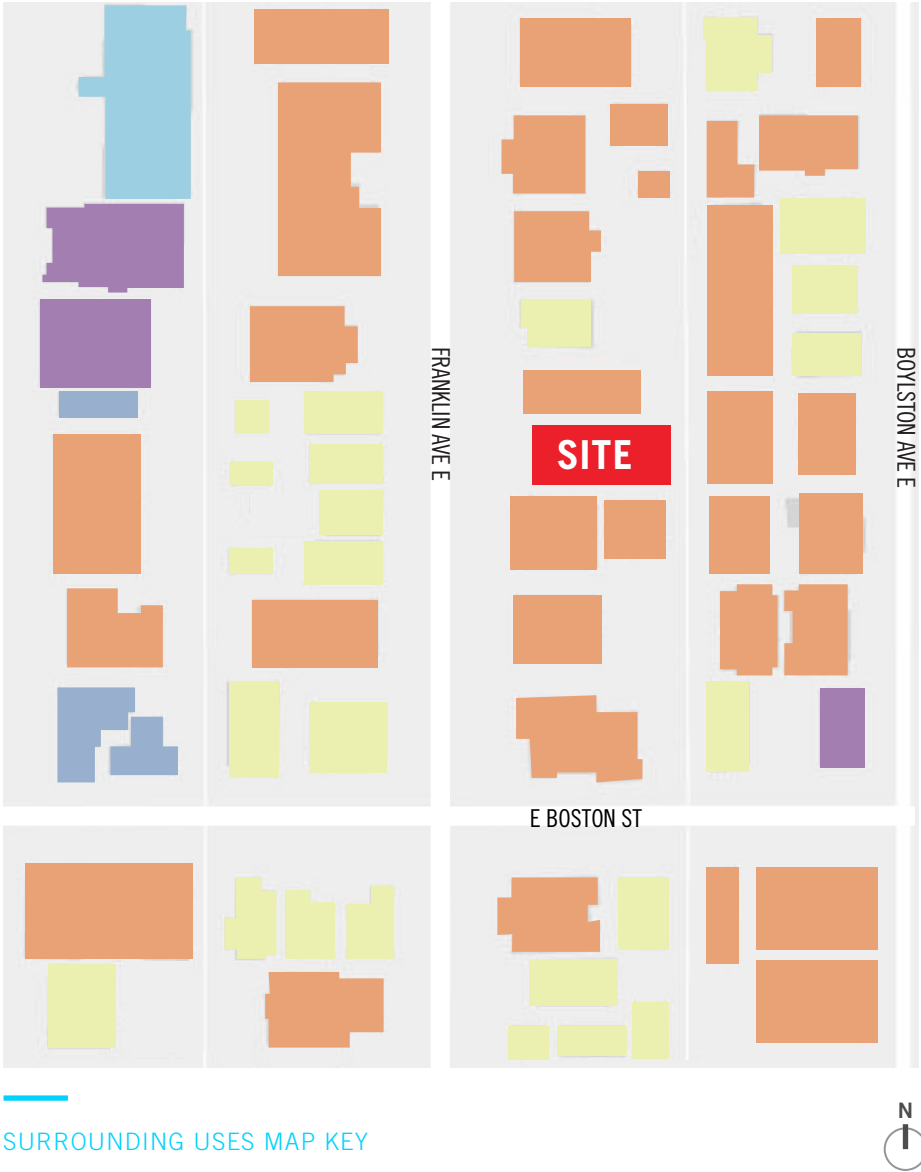 FRANKLIN AVE E
BOYLSTON AVE E
SITE
E BOSTON ST
SURROUNDING USES MAP KEY
N